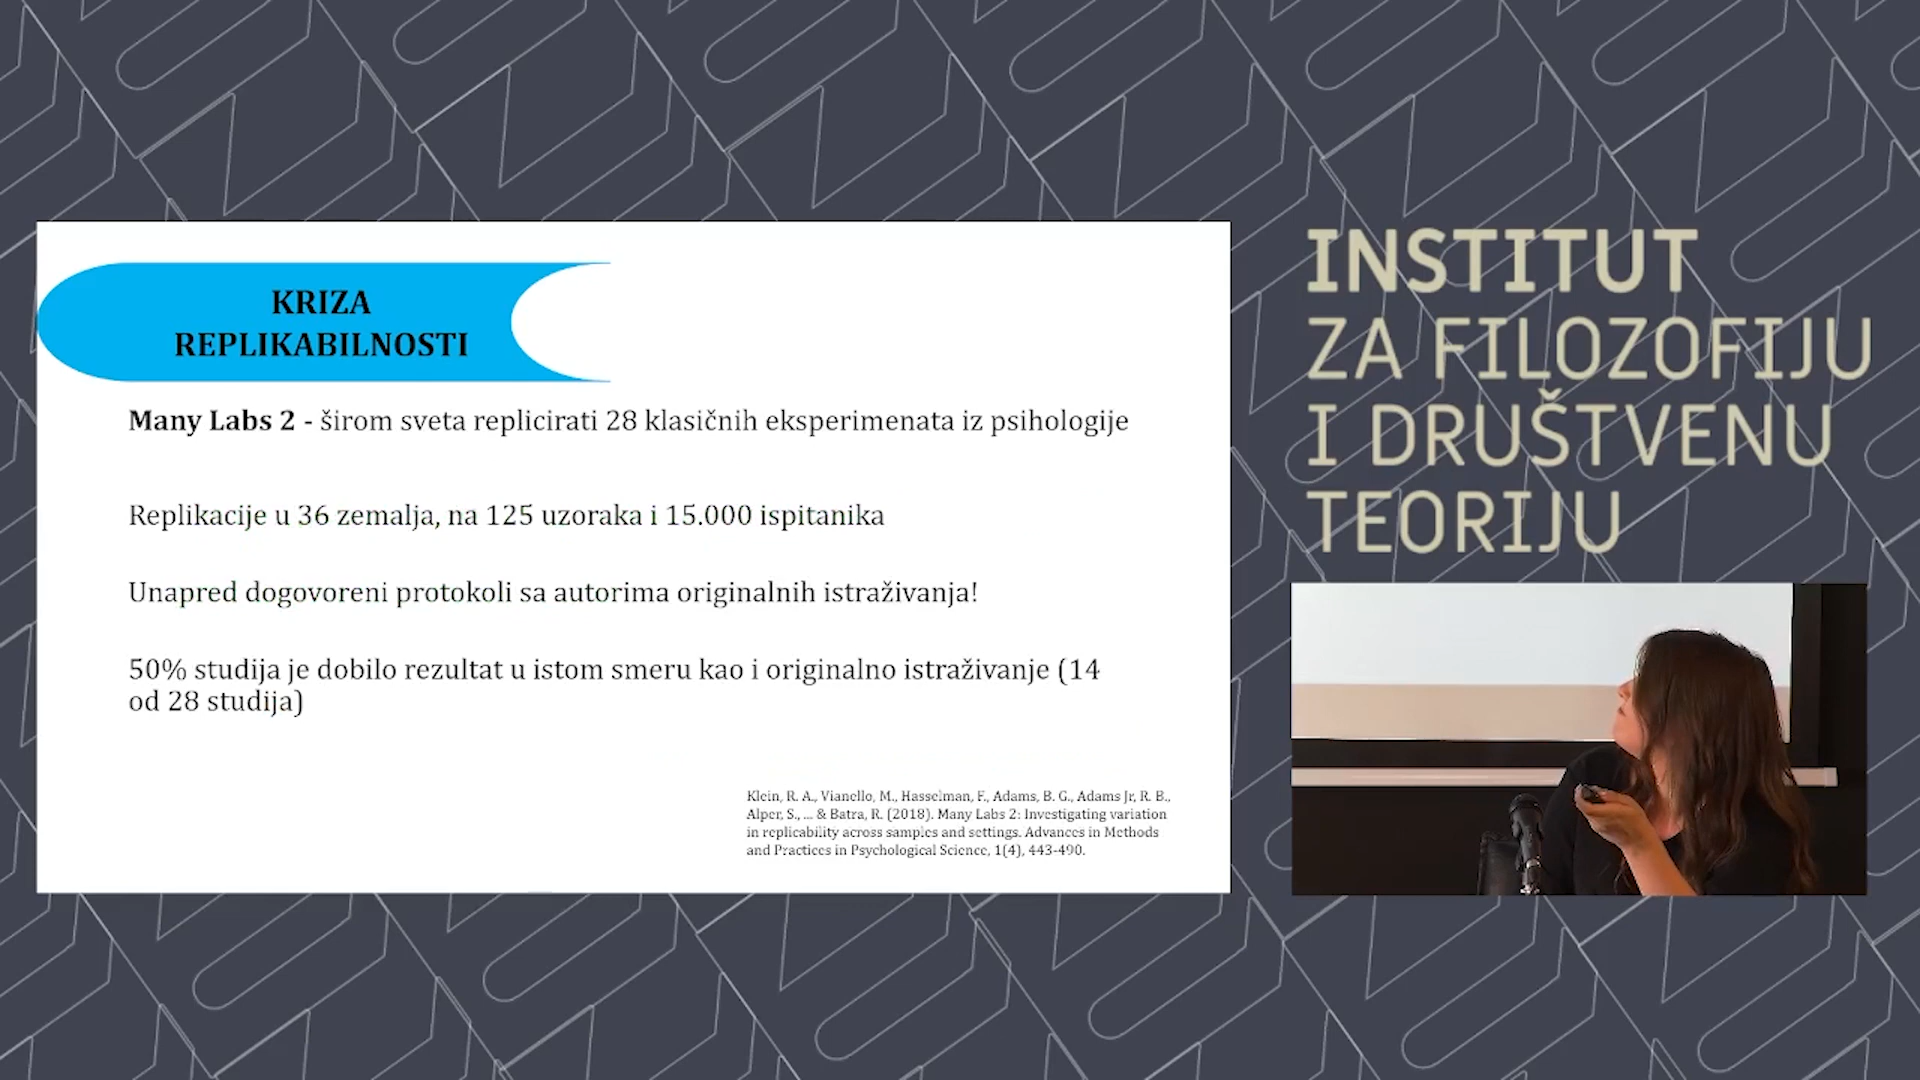 KRIZA
REPLIKABILNOSTI
Many Labs 2 - širom sveta replicirati 28 klasičnih eksperimenata iz psihologije
Replikacije u 36 zemalja, na 125 uzoraka i 15.000 ispitanika
Unapred dogovoreni protokoli sa autorima originalnih istraživanja!
50% studija je dobilo rezultat u istom smeru kao i originalno istraživanje (14
od 28 studija)
Klein, R. A., Vianello, M., Hasselman, F., Adams, B. G., Adams Jr, R. B.,
Alper, S., ... & Batra, R. (2018). Many Labs 2: Investigating variation
in replicability across samples and settings. Advances in Methods
and Practices in Psychological Science, 1(4), 443-490.
INSTITUT
ZA FILOZOFIJU
I DRUŠTVENU
TEORIJU